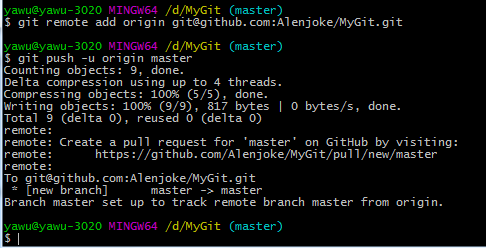 yawu@yawu-3020 MINGW64 /d/MyGit (master)
$ git remote add origin git@github.com:Alenjoke/MyGit.git
yawu@yawu-3020 MINGW64 /d/MyGit (master)
$ git push -u origin master
Counting objects: 9, done.
Delta compression using up to 4 threads.
Compressing objects: 100% (5/5), done.
Writing objects: 100% (9/9), 817 bytes | 0 bytes/s, done.
Total 9 (delta 0), reused 0 (delta 0)
remote:
remote: Create a pull request for 'master' on GitHub by visiting:
remote:      https://github.com/Alenjoke/MyGit/pull/new/master
remote:
To git@github.com:Alenjoke/MyGit.git
 * [new branch]      master -> master
Branch master set up to track remote branch master from origin.
yawu@yawu-3020 MINGW64 /d/MyGit (master)
$